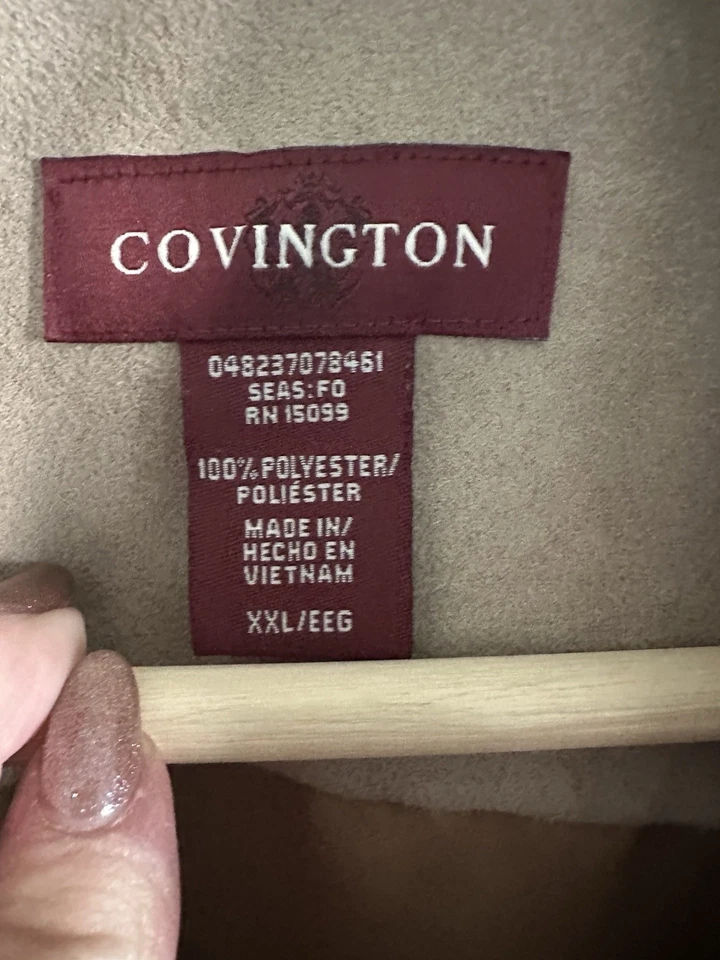 COVINGTON
048237078461
SEAS:FO
RN 15099
100% POLYESTER/
POLIÉSTER
MADE IN/
HECHO EN
VIETNAM
XXL/EEG